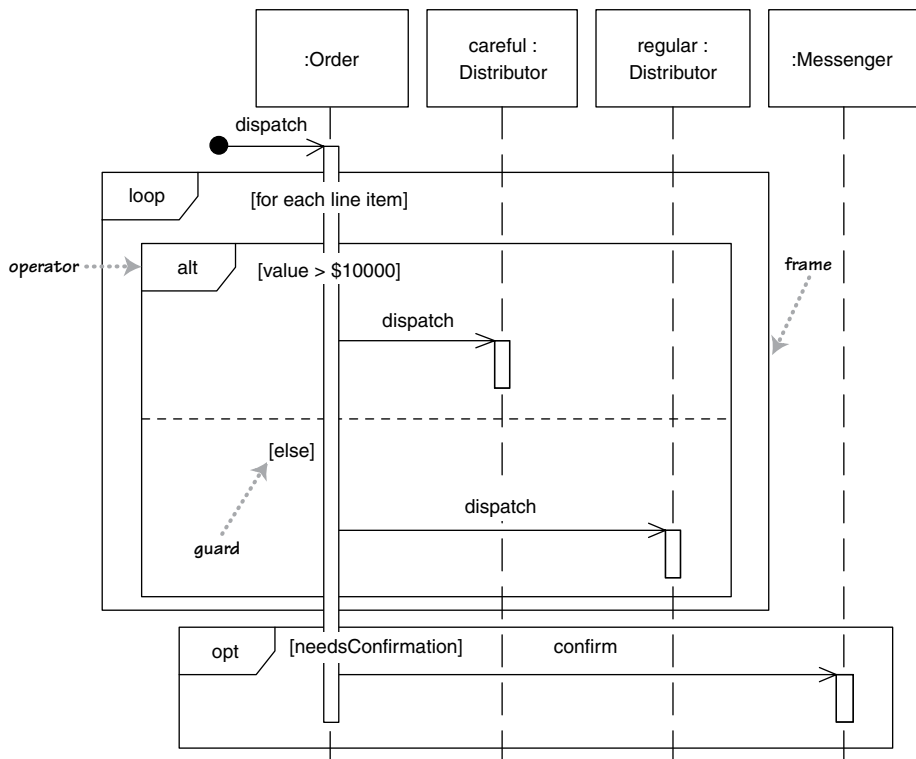 :Order
careful :
Distributor
regular :
Distributor
:Messenger
dispatch
loop
[for each line item]
operator
alt
[value > $10000]
frame
dispatch
[else]
guard
dispatch
opt
[needsConfirmation]
confirm